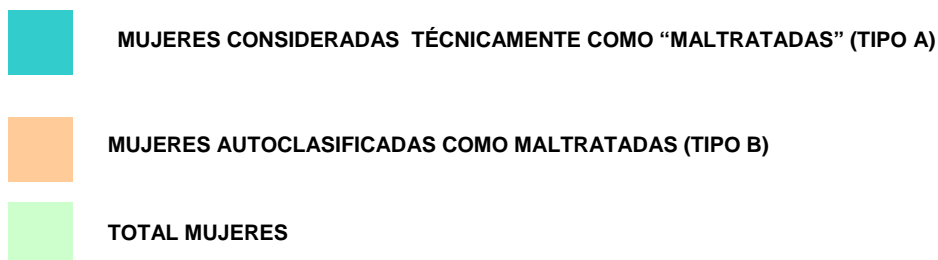 MUJERES CONSIDERADAS TÉCNICAMENTE COMO “MALTRATADAS” (TIPO A)
MUJERES AUTOCLASIFICADAS COMO MALTRATADAS (TIPO B)
TOTAL MUJERES